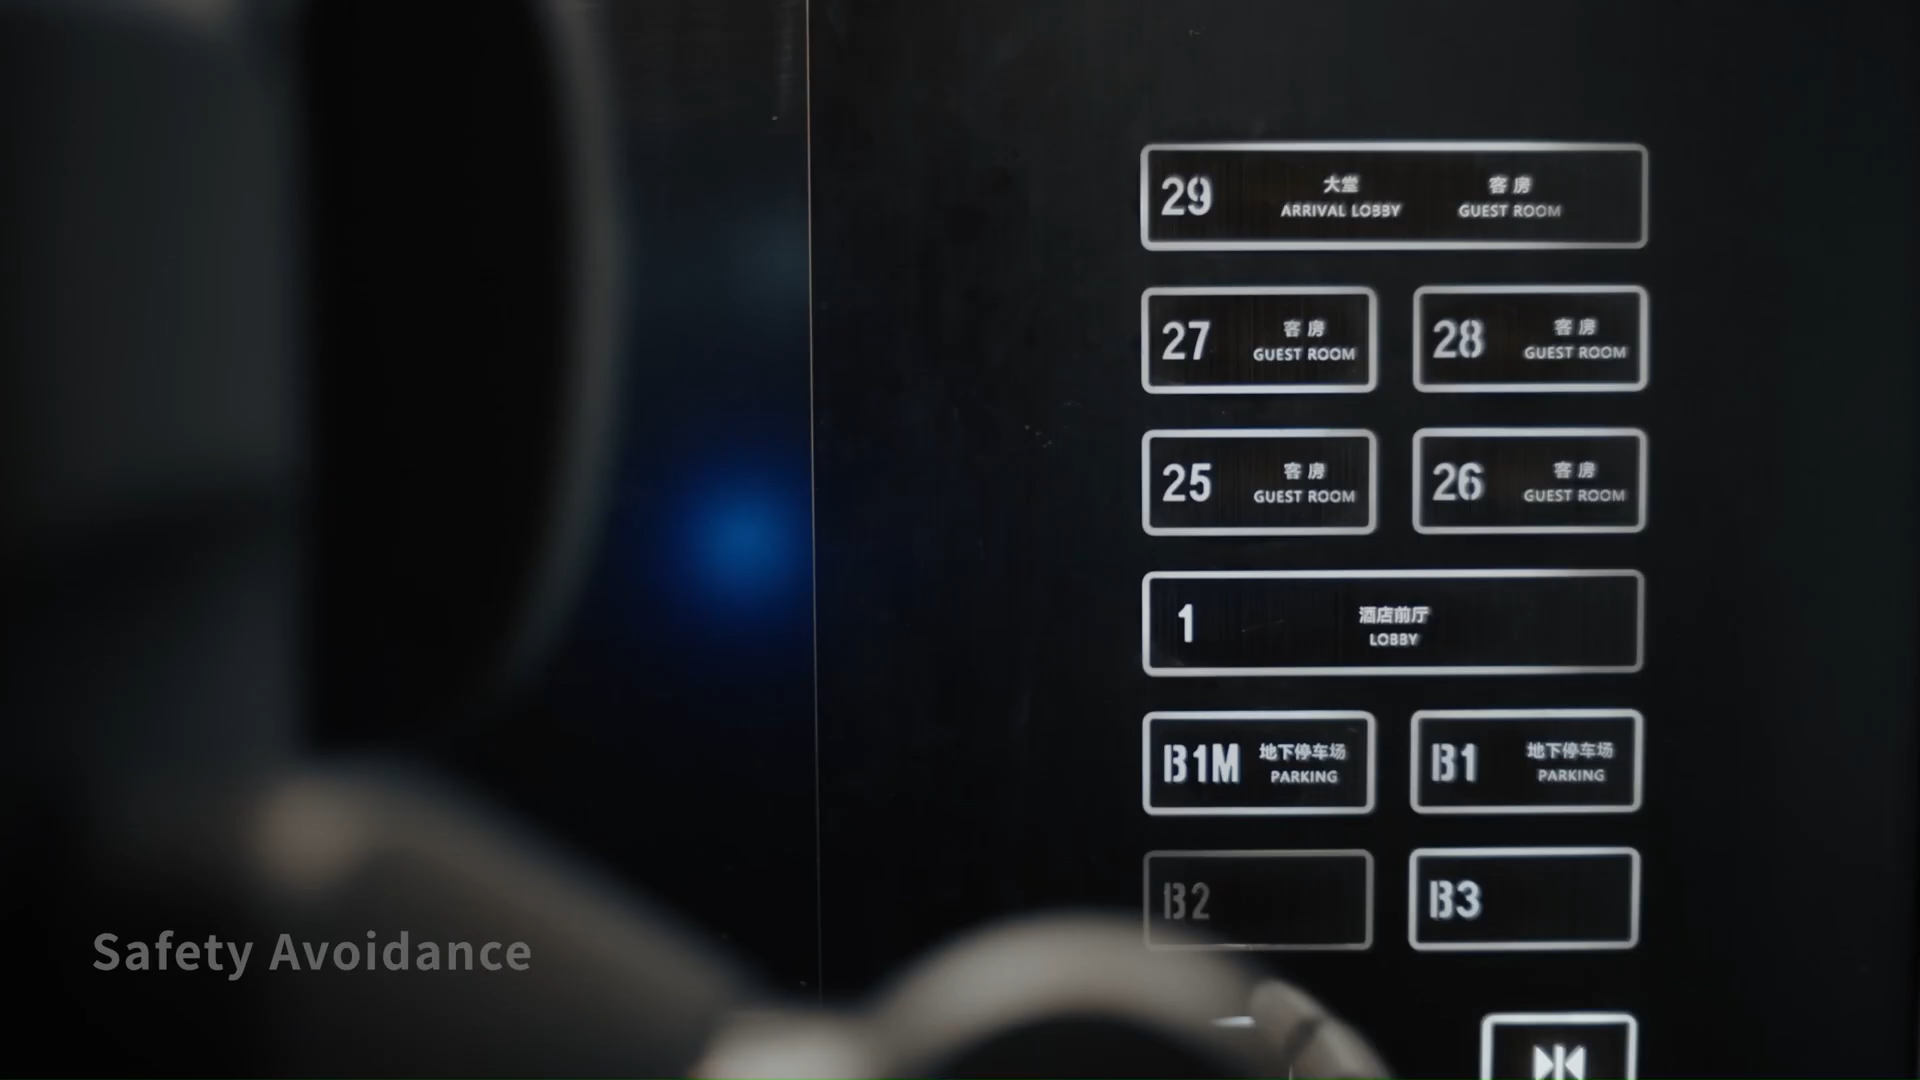 29
大堂
ARRIVAL LOBBY
客房
GUEST ROOM
27
客房
GUEST ROOM
28
客房
GUEST ROOM
25
客房
GUEST ROOM
26
客房
GUEST ROOM
1
酒店前厅
LOBBY
B1M
地下停车场
PARKING
B1
地下停车场
PARKING
B2
B3
Safety Avoidance